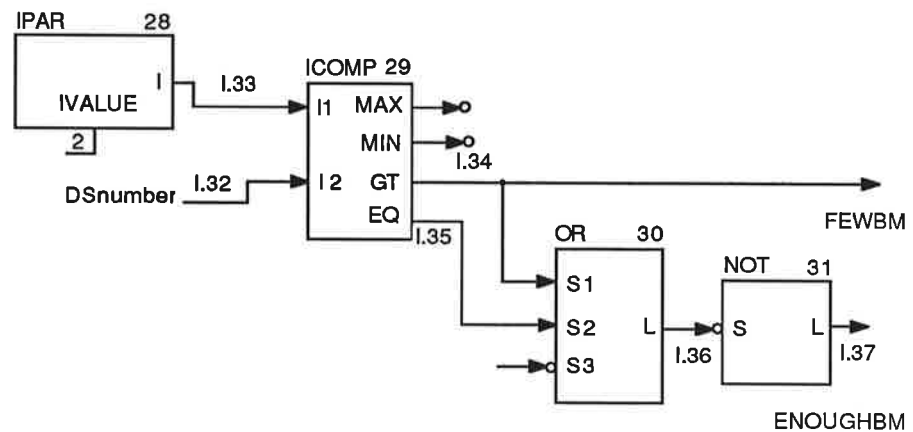 IPAR 28
I
IVALUE
2
I.33
ICOMP 29
I1 MAX
MIN
I2 GT
EQ
DSnumber
I.32
I.34
I.35
FEWBM
OR 30
S1
S2 L
S3
I.36
NOT 31
S L
I.37
ENOUGHBM